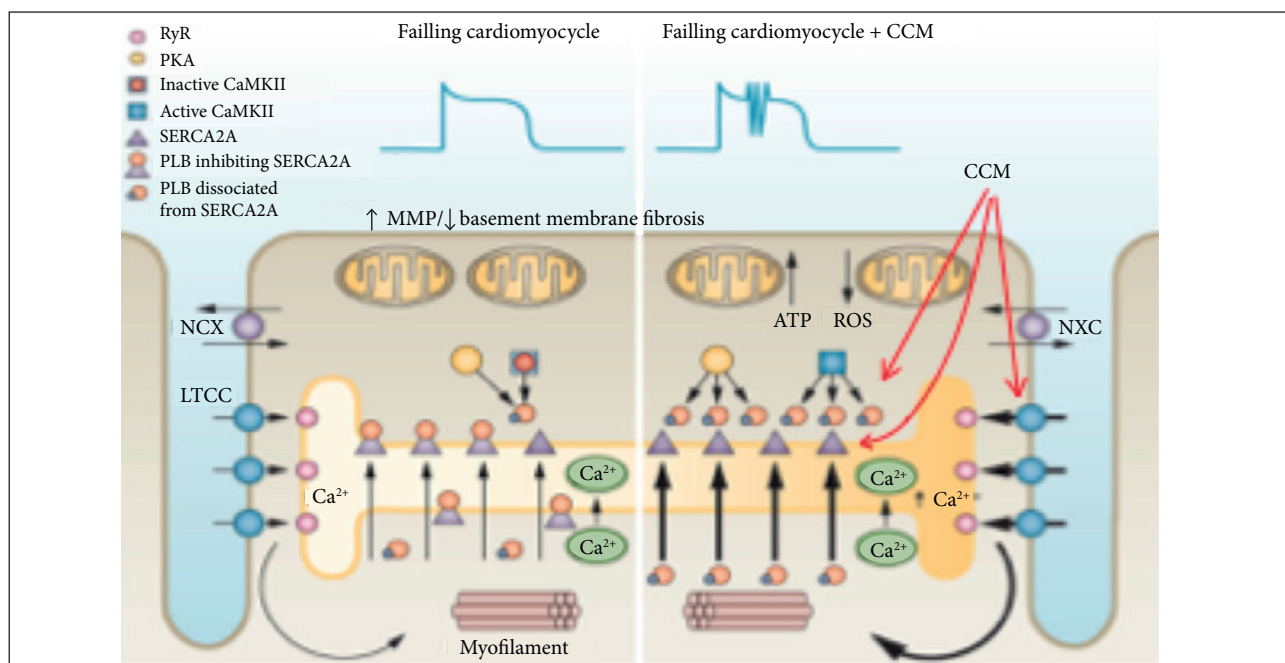 RyR
PKA
Inactive CaMKII
Active CaMKII
SERCA2A
PLB inhibiting SERCA2A
PLB dissociated
from SERCA2A
Failling cardiomyocycle
Failling cardiomyocycle + CCM
CCM
↑ MMP/↓ basement membrane fibrosis
ATP
ROS
NCX
NXC
LTCC
Ca²⁺
Ca²⁺
Ca²⁺
Ca²⁺
↑ Ca²⁺
Ca²⁺
Myofilament